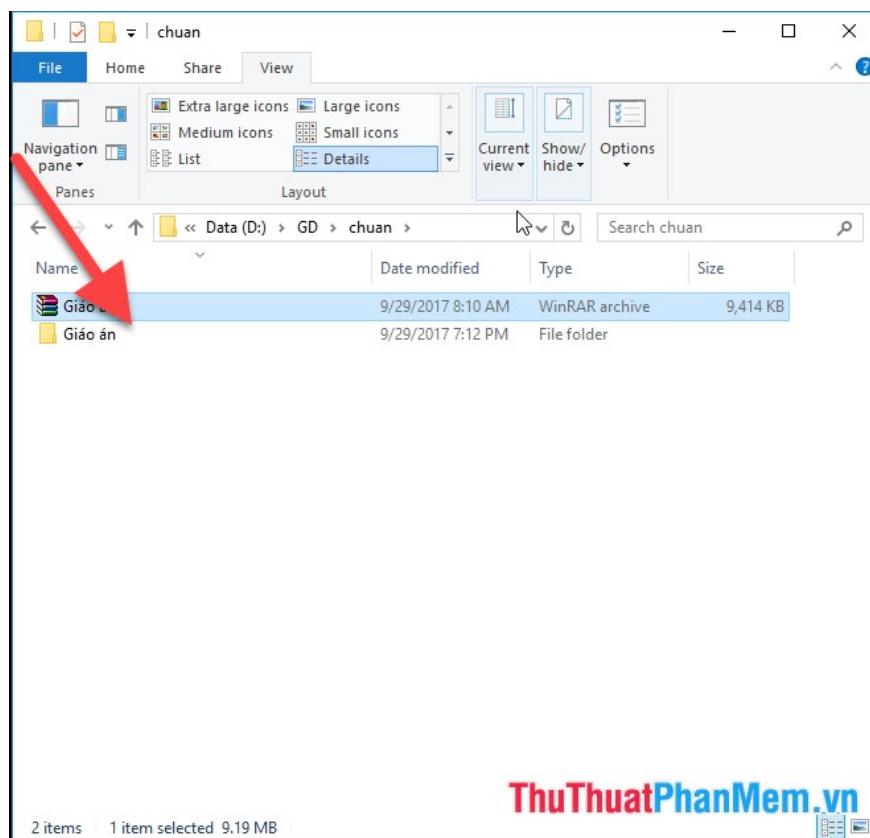 chuan
File Home Share View
Extra large icons Large icons
Medium icons Small icons
List Details
Navigation pane
Current view Show/ hide Options
Panes Layout
« Data (D:) > GD > chuan > Search chuan
Name Date modified Type Size
Giáo 9/29/2017 8:10 AM WinRAR archive 9,414 KB
Giáo án 9/29/2017 7:12 PM File folder
ThuThuatPhanMem.vn
2 items 1 item selected 9.19 MB